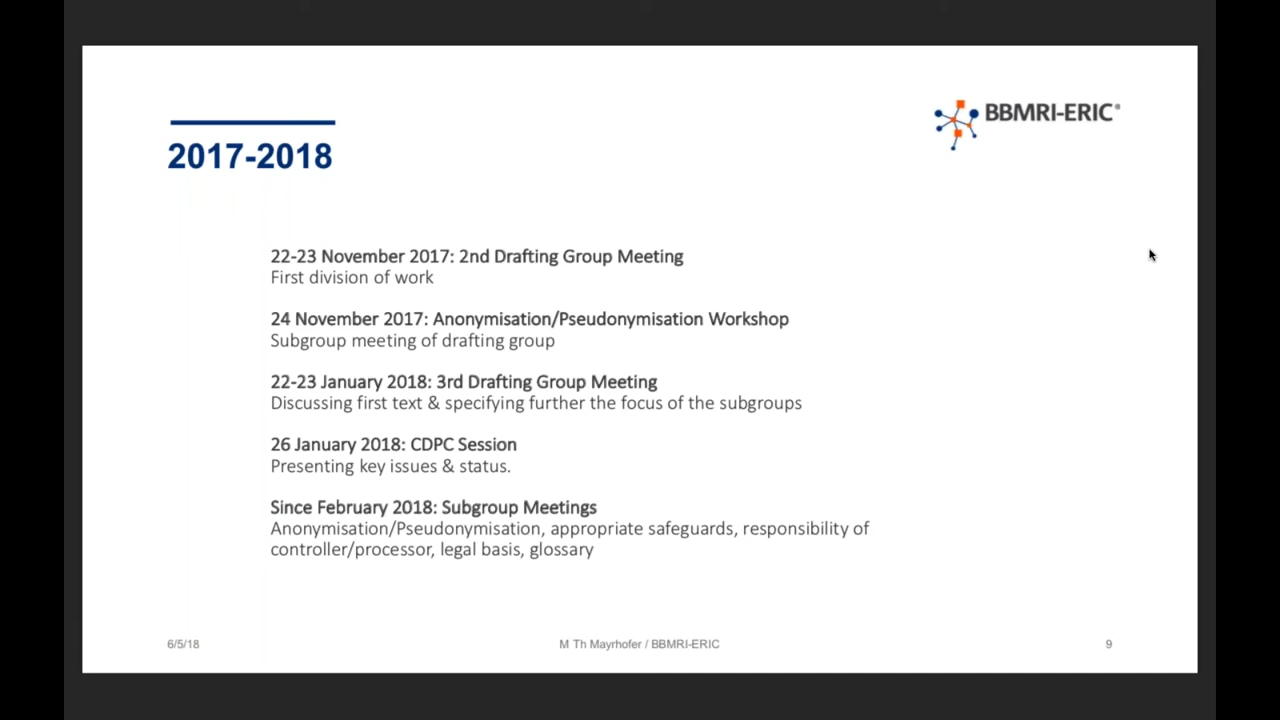 BBMRI-ERIC®
2017-2018
22-23 November 2017: 2nd Drafting Group Meeting
First division of work
24 November 2017: Anonymisation/Pseudonymisation Workshop
Subgroup meeting of drafting group
22-23 January 2018: 3rd Drafting Group Meeting
Discussing first text & specifying further the focus of the subgroups
26 January 2018: CDPC Session
Presenting key issues & status.
Since February 2018: Subgroup Meetings
Anonymisation/Pseudonymisation, appropriate safeguards, responsibility of
controller/processor, legal basis, glossary
6/5/18
M Th Mayrhofer / BBMRI-ERIC
9